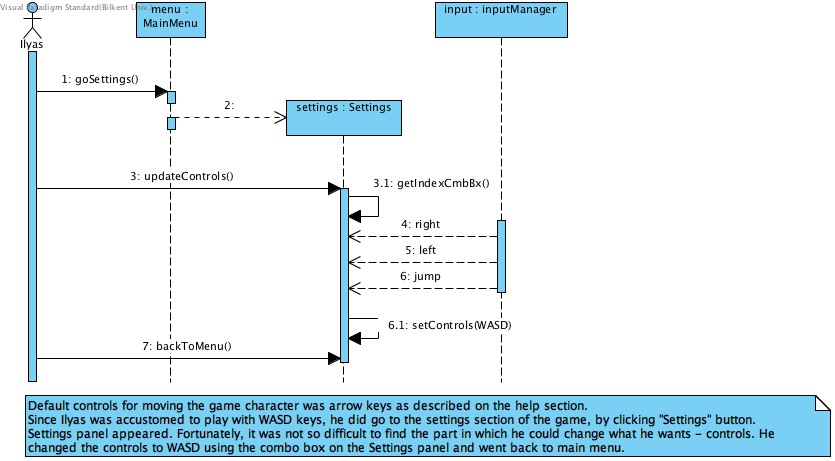 Visual Paradigm Standard(Bilkent Univ.)
menu :
MainMenu
input : inputManager
Ilyas
1: goSettings()
2:
settings : Settings
3: updateControls()
3.1: getIndexCmbBx()
4: right
5: left
6: jump
6.1: setControls(WASD)
7: backToMenu()
Default controls for moving the game character was arrow keys as described on the help section.
Since Ilyas was accustomed to play with WASD keys, he did go to the settings section of the game, by clicking "Settings" button.
Settings panel appeared. Fortunately, it was not so difficult to find the part in which he could change what he wants – controls. He
changed the controls to WASD using the combo box on the Settings panel and went back to main menu.